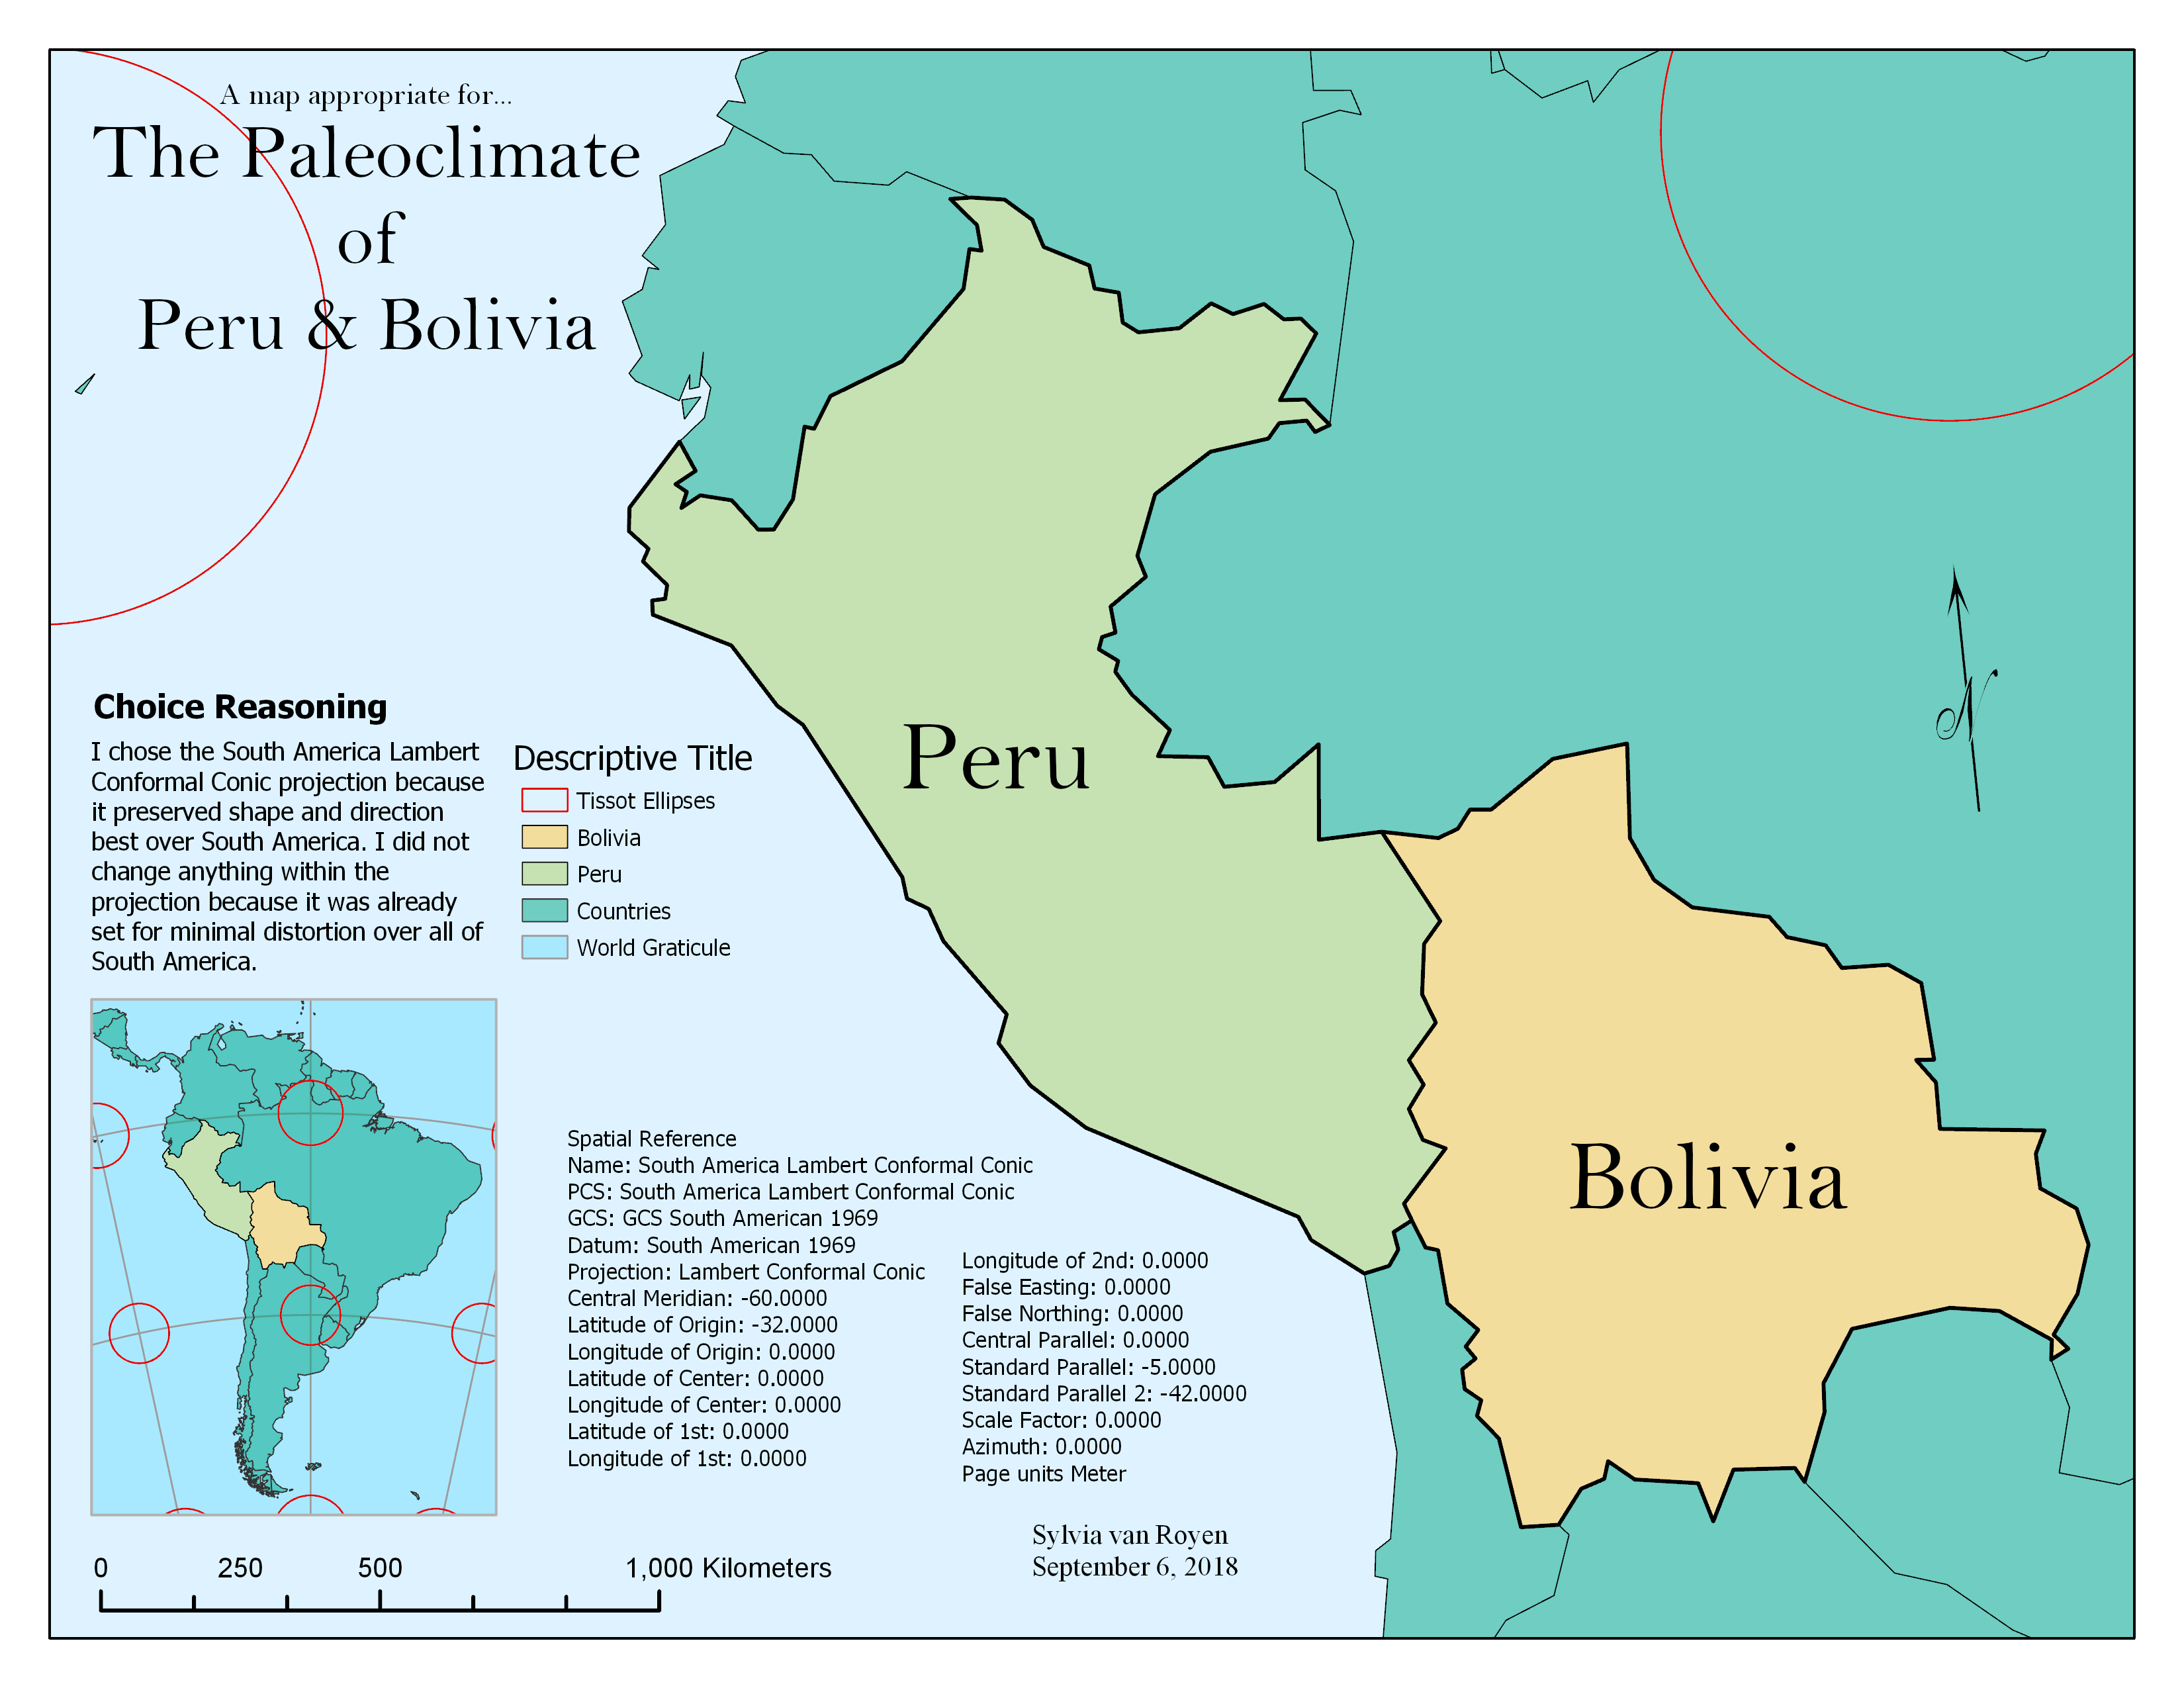 A map appropriate for...
The Paleoclimate
of
Peru & Bolivia
Peru
Bolivia
N
Choice Reasoning
I chose the South America Lambert
Conformal Conic projection because
it preserved shape and direction
best over South America. I did not
change anything within the
projection because it was already
set for minimal distortion over all of
South America.
Descriptive Title
Tissot Ellipses
Bolivia
Peru
Countries
World Graticule
Spatial Reference
Name: South America Lambert Conformal Conic
PCS: South America Lambert Conformal Conic
GCS: GCS South American 1969
Datum: South American 1969
Projection: Lambert Conformal Conic
Central Meridian: -60.0000
Latitude of Origin: -32.0000
Longitude of Origin: 0.0000
Latitude of Center: 0.0000
Longitude of Center: 0.0000
Latitude of 1st: 0.0000
Longitude of 1st: 0.0000
Longitude of 2nd: 0.0000
False Easting: 0.0000
False Northing: 0.0000
Central Parallel: 0.0000
Standard Parallel: -5.0000
Standard Parallel 2: -42.0000
Scale Factor: 0.0000
Azimuth: 0.0000
Page units Meter
Sylvia van Royen
September 6, 2018
0 250 500 1,000 Kilometers